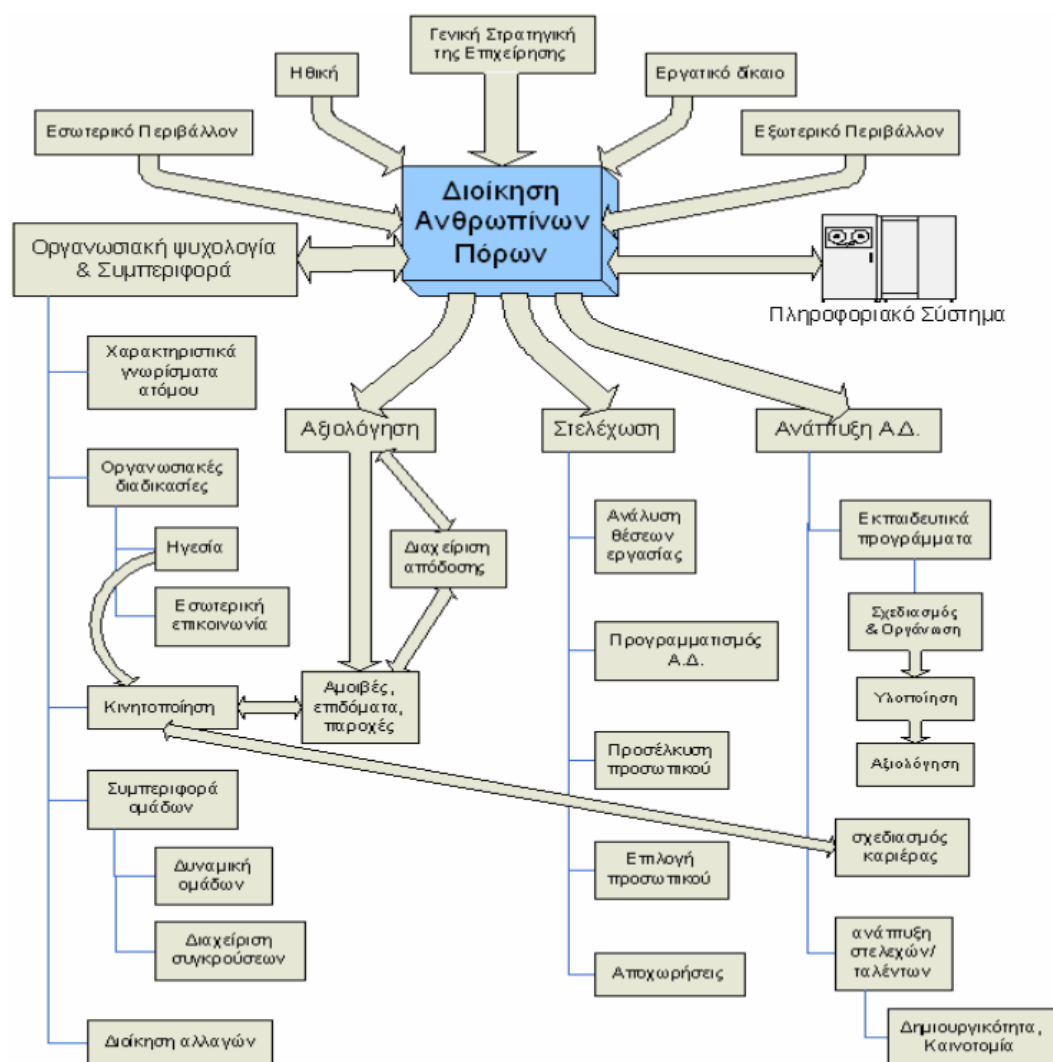 Γενική Στρατηγική
της Επιχείρησης
Ηθική
Εργατικό δίκαιο
Εσωτερικό Περιβάλλον
Εξωτερικό Περιβάλλον
Διοίκηση
Ανθρωπίνων
Πόρων
Οργανωσιακή ψυχολογία
& Συμπεριφορά
Πληροφοριακό Σύστημα
Χαρακτηριστικά
γνωρίσματα
ατόμου
Οργανωσιακές
διαδικασίες
Ηγεσία
Εσωτερική
επικοινωνία
Κινητοποίηση
Συμπεριφορά
ομάδων
Δυναμική
ομάδων
Διαχείριση
συγκρούσεων
Διοίκηση αλλαγών
Αξιολόγηση
Διαχείριση
απόδοσης
Αμοιβές,
επιδόματα,
παροχές
Στελέχωση
Ανάλυση
θέσεων
εργασίας
Προγραμματισμός
Α.Δ.
Προσέλκυση
προσωπικού
Επιλογή
προσωπικού
Αποχωρήσεις
Ανάπτυξη Α.Δ.
Εκπαιδευτικά
προγράμματα
Σχεδιασμός
& Οργάνωση
Υλοποίηση
Αξιολόγηση
σχεδιασμός
καριέρας
ανάπτυξη
στελεχών/
ταλέντων
Δημιουργικότητα,
Καινοτομία